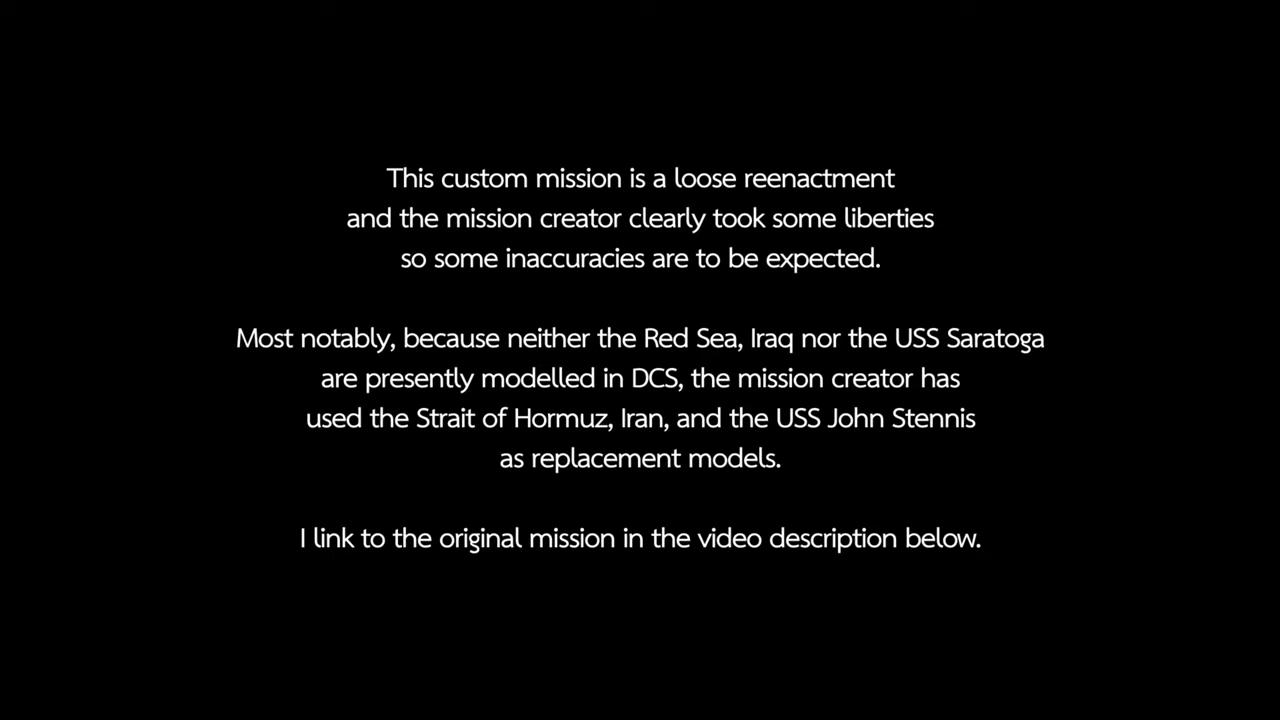 This custom mission is a loose reenactment
and the mission creator clearly took some liberties
so some inaccuracies are to be expected.
Most notably, because neither the Red Sea, Iraq nor the USS Saratoga
are presently modelled in DCS, the mission creator has
used the Strait of Hormuz, Iran, and the USS John Stennis
as replacement models.
I link to the original mission in the video description below.